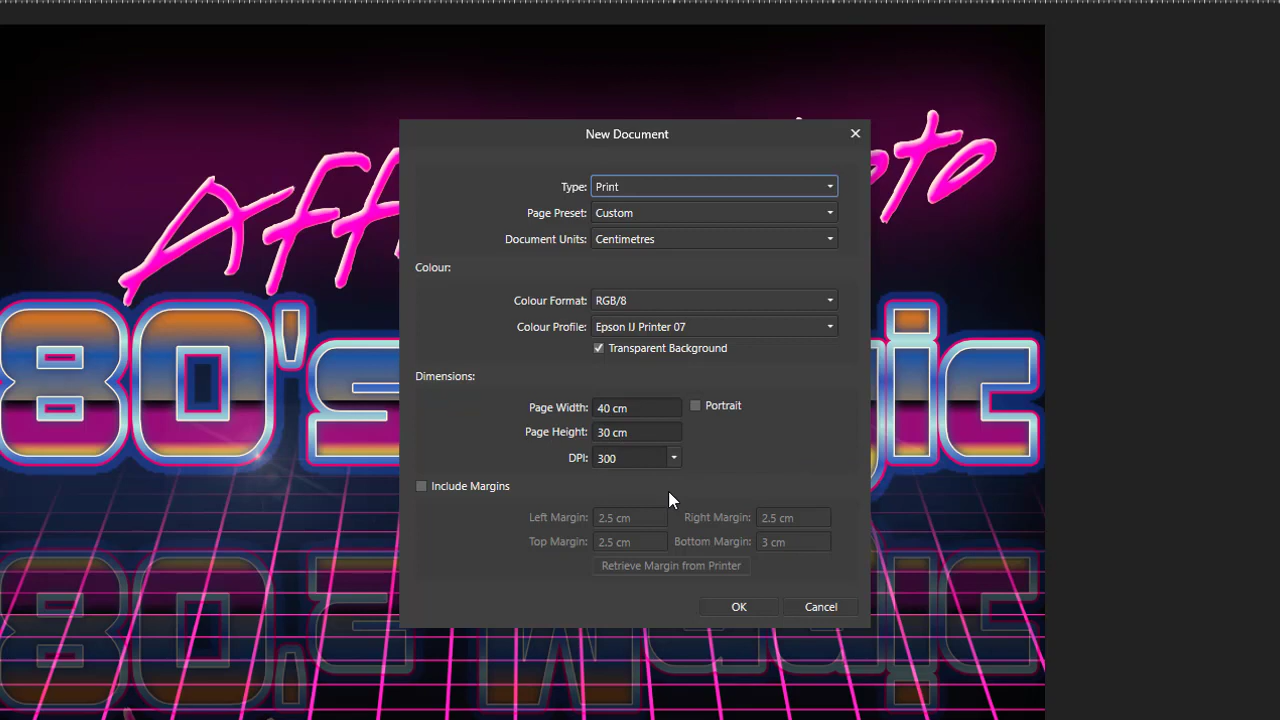 New Document
Type: Print
Page Preset: Custom
Document Units: Centimetres
Colour:
Colour Format: RGB/8
Colour Profile: Epson IJ Printer 07
Transparent Background
Dimensions:
Page Width: 40 cm
Portrait
Page Height: 30 cm
DPI: 300
Include Margins
Left Margin: 2.5 cm Right Margin: 2.5 cm
Top Margin: 2.5 cm Bottom Margin: 3 cm
Retrieve Margin from Printer
OK Cancel
80's